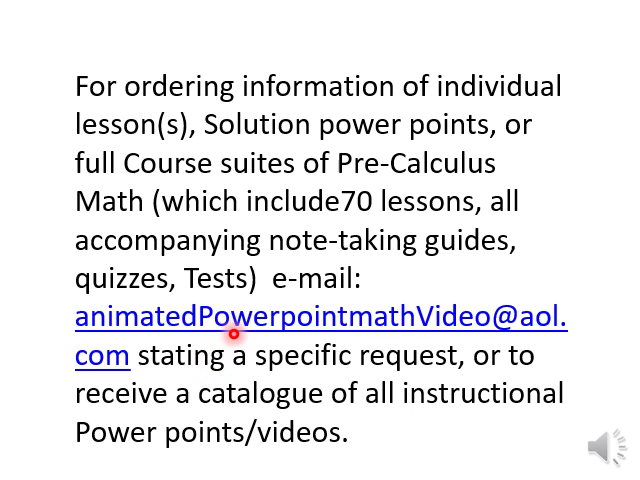 For ordering information of individual
lesson(s), Solution power points, or
full Course suites of Pre-Calculus
Math (which include70 lessons, all
accompanying note-taking guides,
quizzes, Tests)  e-mail:
animatedPowerpointmathVideo@aol.
com stating a specific request, or to
receive a catalogue of all instructional
Power points/videos.